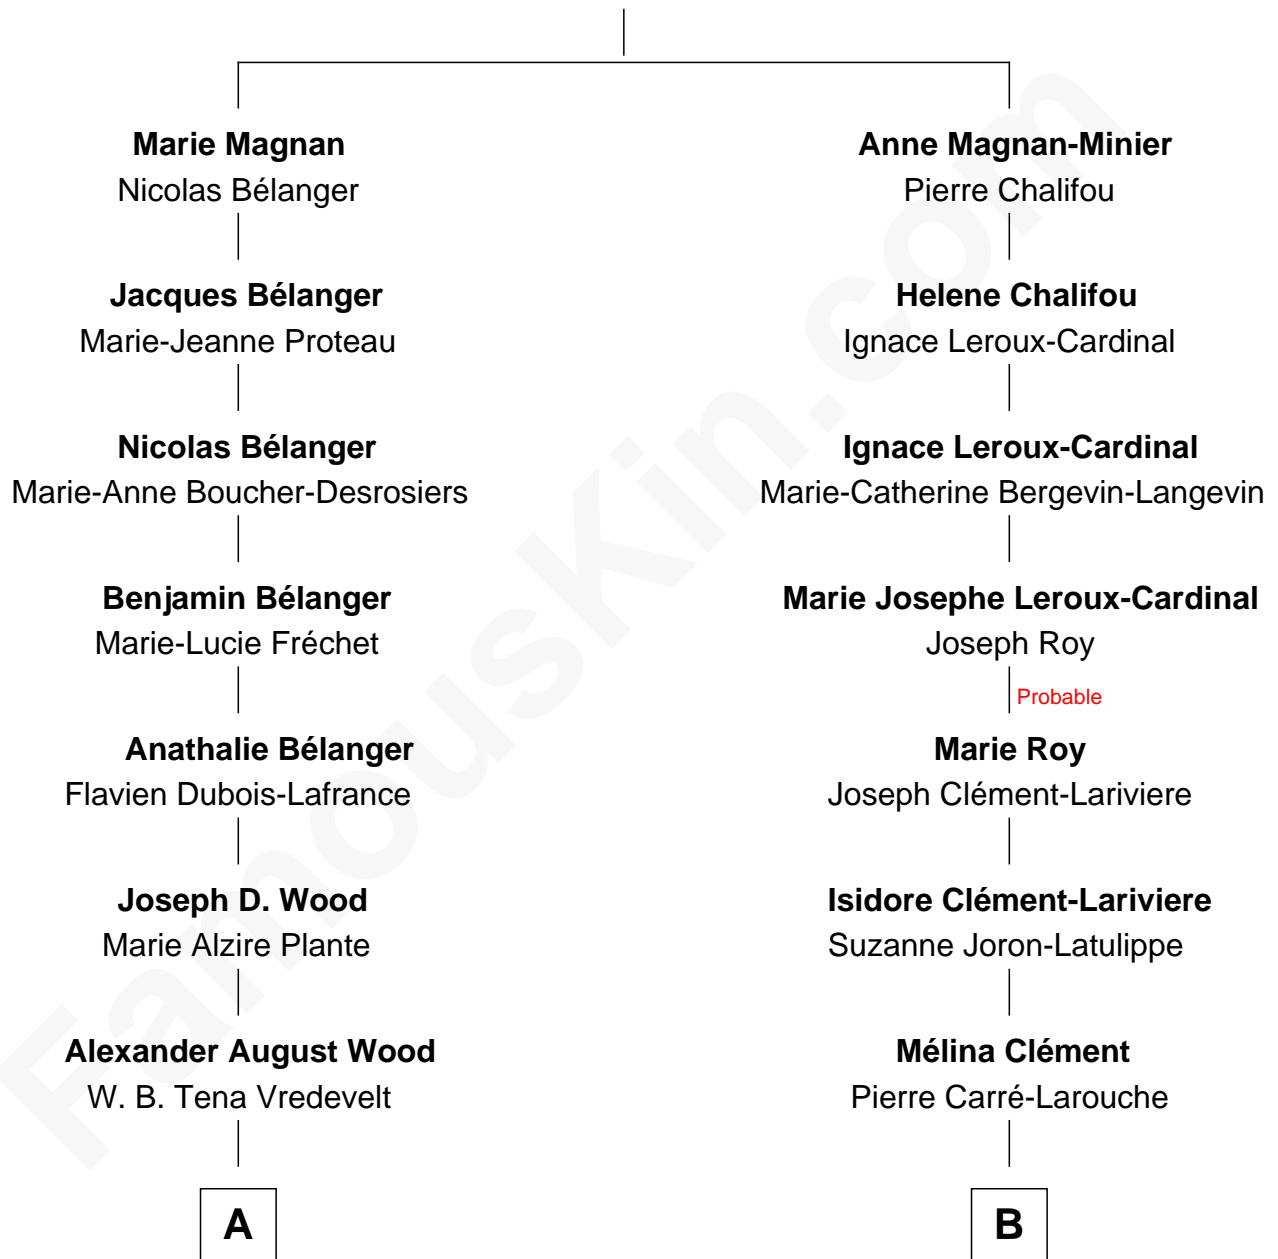 Marie Magnan
Nicolas Bélanger
Jacques Bélanger
Marie-Jeanne Proteau
Nicolas Bélanger
Marie-Anne Boucher-Desrosiers
Benjamin Bélanger
Marie-Lucie Fréchet
Anathalie Bélanger
Flavien Dubois-Lafrance
Joseph D. Wood
Marie Alzire Plante
Alexander August Wood
W. B. Tena Vredevelt
A
Anne Magnan-Minier
Pierre Chalifou
Helene Chalifou
Ignace Leroux-Cardinal
Ignace Leroux-Cardinal
Marie-Catherine Bergevin-Langevin
Marie Josephe Leroux-Cardinal
Joseph Roy
Probable
Marie Roy
Joseph Clément-Lariviere
Isidore Clément-Lariviere
Suzanne Joron-Latulippe
Mélina Clément
Pierre Carré-Larouche
B
FamousKin.com